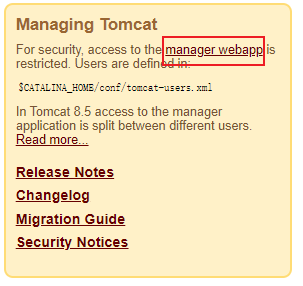 Managing Tomcat
For security, access to the manager webapp is
restricted. Users are defined in:
$CATALINA_HOME/conf/tomcat-users.xml
In Tomcat 8.5 access to the manager
application is split between different users.
Read more...
Release Notes
Changelog
Migration Guide
Security Notices